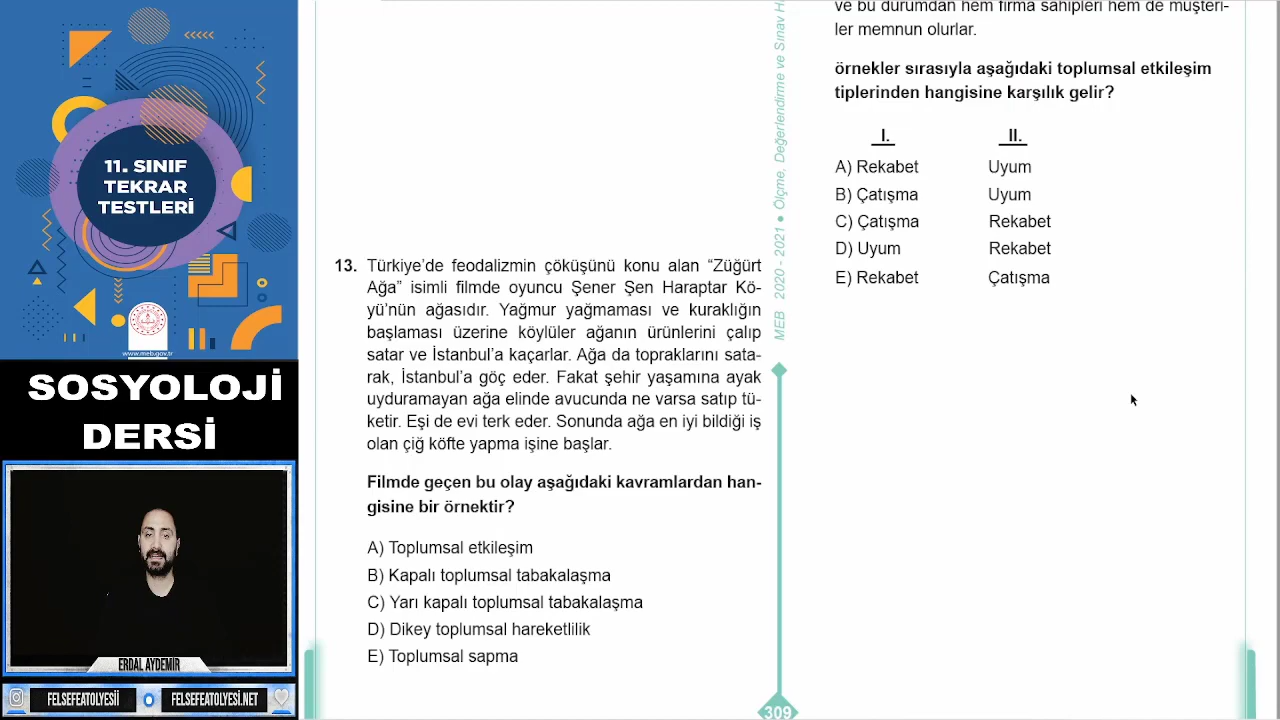 11. SINIF
TEKRAR
TESTLERİ
www.meb.gov.tr
SOSYOLOJİ
DERSİ
ERDAL AYDEMİR
FELSEFEATOLYESİİ
FELSEFEATOLYESİ.NET
13. Türkiye’de feodalizmin çöküşünü konu alan “Züğürt
Ağa” isimli filmde oyuncu Şener Şen Haraptar Kö-
yü’nün ağasıdır. Yağmur yağmaması ve kuraklığın
başlaması üzerine köylüler ağanın ürünlerini çalıp
satar ve İstanbul’a kaçarlar. Ağa da topraklarını sata-
rak, İstanbul’a göç eder. Fakat şehir yaşamına ayak
uyduramayan ağa elinde avucunda ne varsa satıp tü-
ketir. Eşi de evi terk eder. Sonunda ağa en iyi bildiği iş
olan çiğ köfte yapma işine başlar.
Filmde geçen bu olay aşağıdaki kavramlardan han-
gisine bir örnektir?
A) Toplumsal etkileşim
B) Kapalı toplumsal tabakalaşma
C) Yarı kapalı toplumsal tabakalaşma
D) Dikey toplumsal hareketlilik
E) Toplumsal sapma
MEB 2020 - 2021 • Ölçme, Değerlendirme ve Sınav
309
ve bu durumdan hem firma sahipleri hem de müşteri-
ler memnun olurlar.
örnekler sırasıyla aşağıdaki toplumsal etkileşim
tiplerinden hangisine karşılık gelir?
I. II.
A) Rekabet Uyum
B) Çatışma Uyum
C) Çatışma Rekabet
D) Uyum Rekabet
E) Rekabet Çatışma